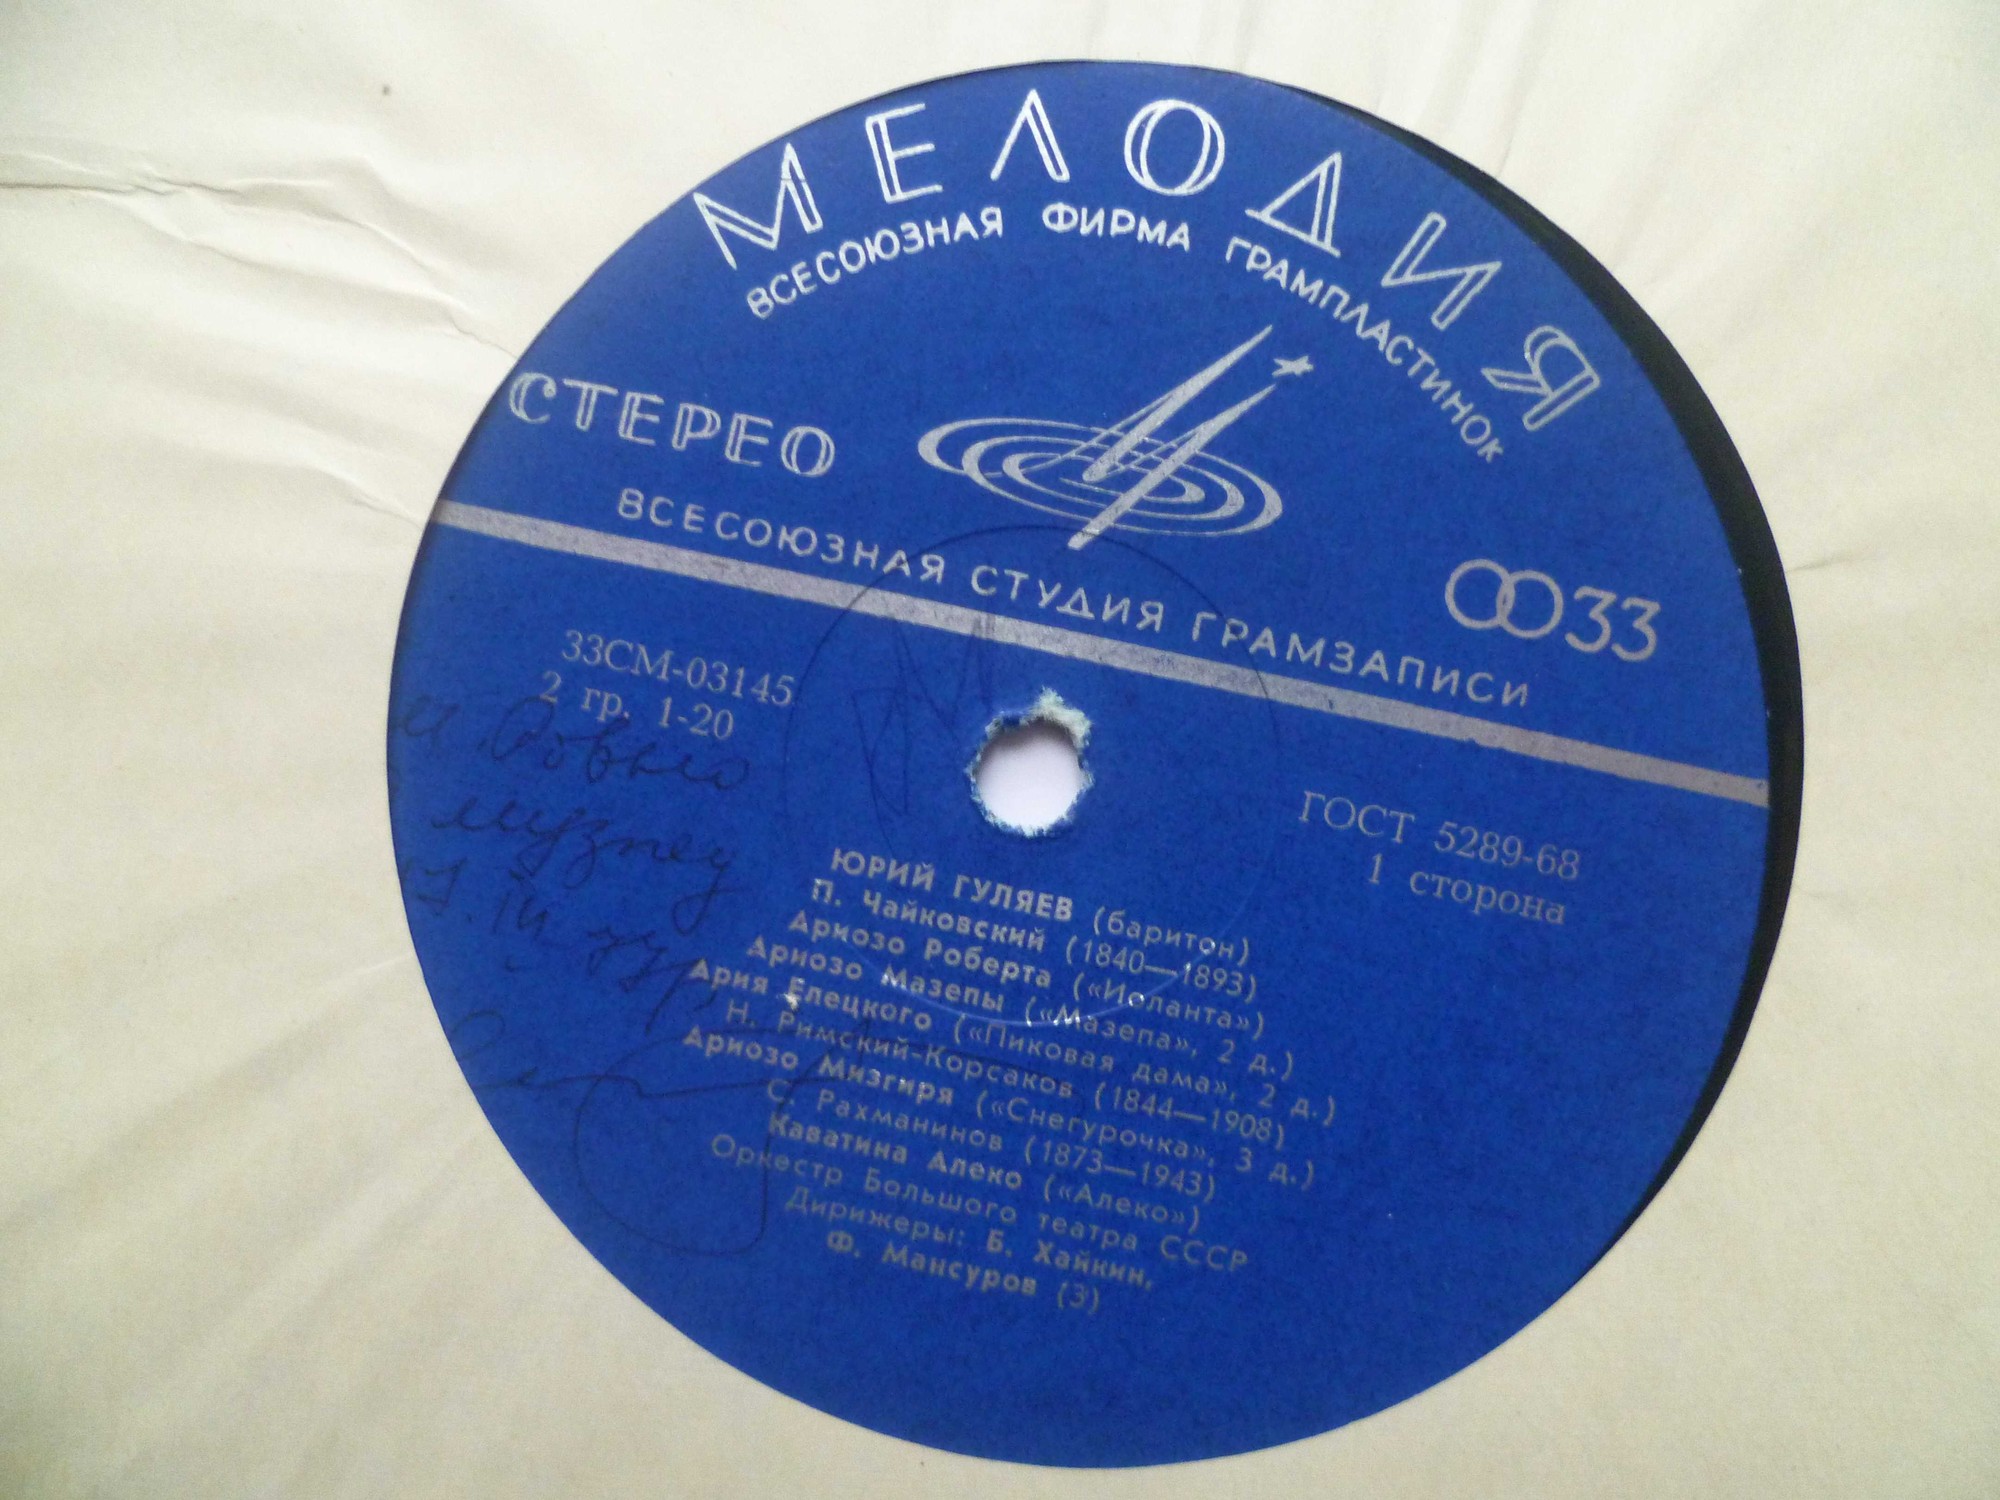 МЕЛОДИЯ
ВСЕСОЮЗНАЯ ФИРМА ГРАМПЛАСТИНОК
СТЕРЕО
33
ВСЕСОЮЗНАЯ СТУДИЯ ГРАМЗАПИСИ
33СМ-03145
2 гр. 1-20
ГОСТ 5289-68
1 сторона
г. Ровно
ЮРИЙ ГУЛЯЕВ (баритон)
П. Чайковский (1840—1893)
Ариозо Роберта («Иоланта»)
Ариозо Мазепы («Мазепа», 2 д.)
Ария Елецкого («Пиковая дама», 2 д.)
Н. Римский-Корсаков (1844—1908)
Ариозо Мизгиря («Снегурочка», 3 д.)
С. Рахманинов (1873—1943)
Каватина Алеко («Алеко»)
Оркестр Большого театра СССР
Дирижеры: Б. Хайкин,
Ф. Мансуров (3)